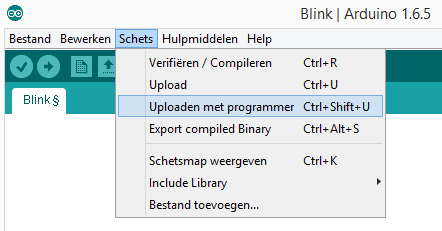 Blink | Arduino 1.6.5
Bestand Bewerken Schets Hulpmiddelen Help
Verifiëren / Compileren Ctrl+R
Upload Ctrl+U
Blink §
Uploaden met programmer Ctrl+Shift+U
Export compiled Binary Ctrl+Alt+S
Schetsmap weergeven Ctrl+K
Include Library
Bestand toevoegen...